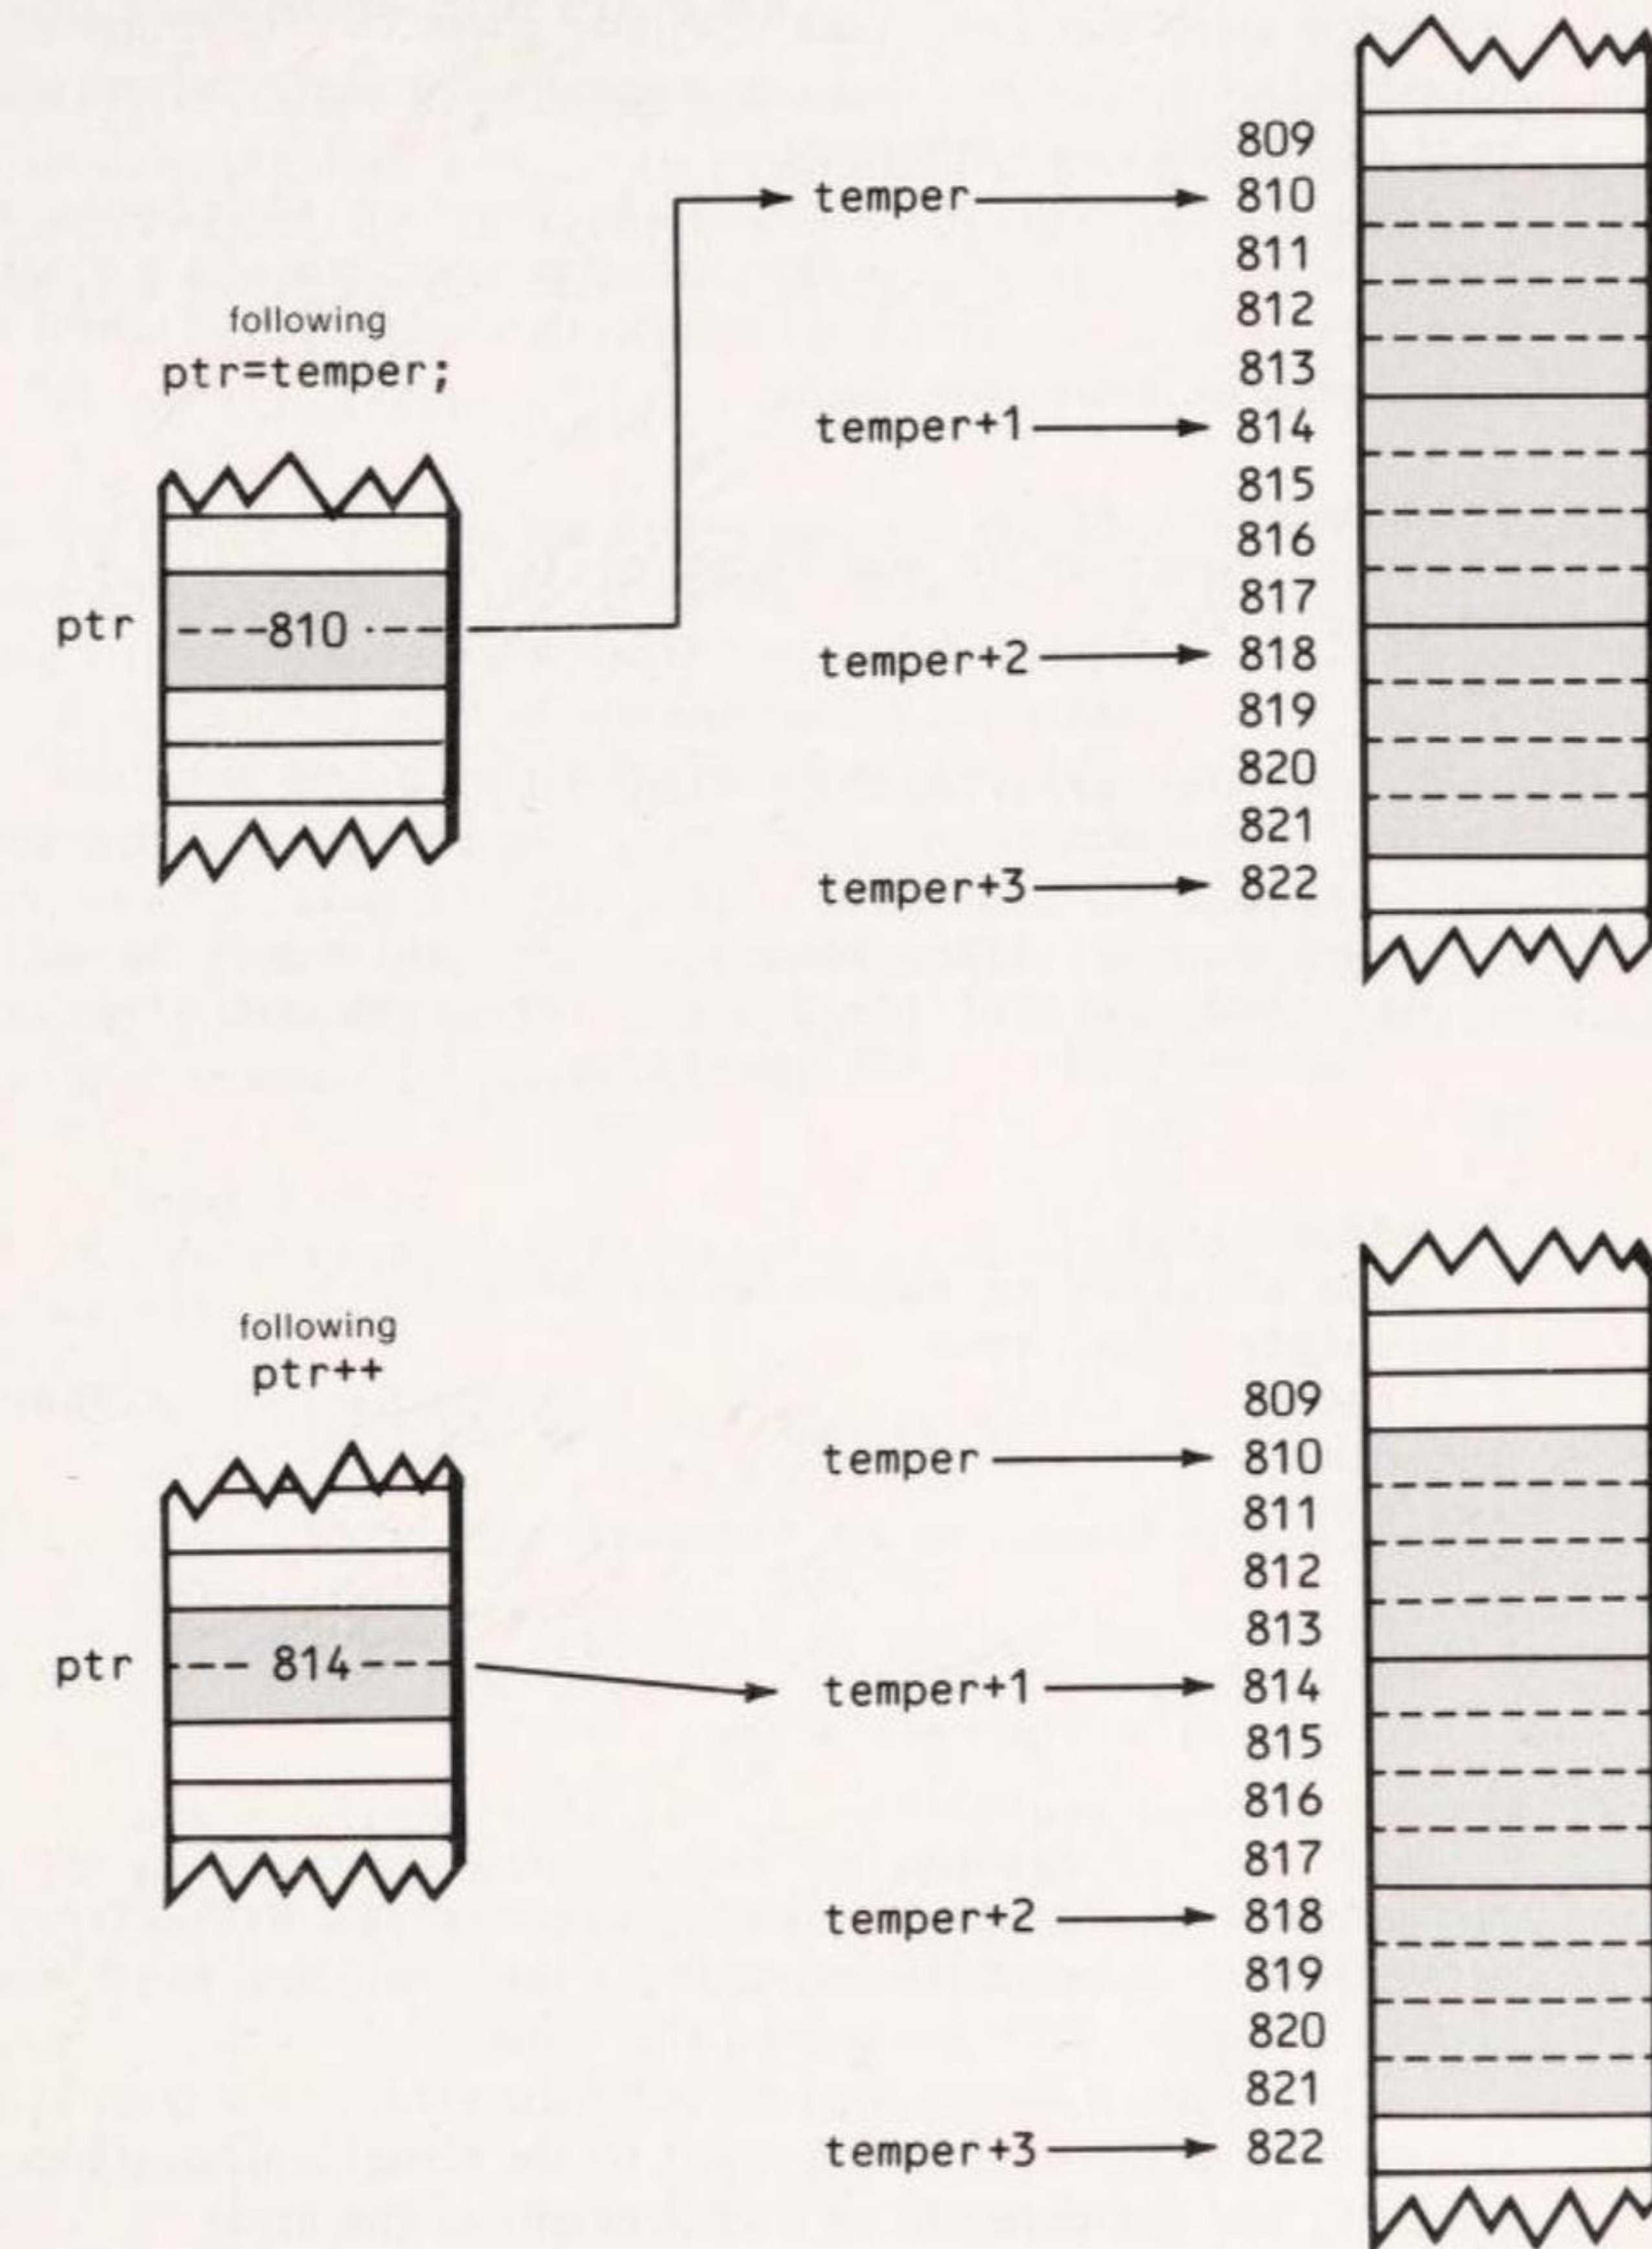 809
temper 810
811
812
following
ptr=temper;
813
temper+1 814
815
816
817
ptr ---810 ---
temper+2 818
819
820
821
temper+3 822
following
ptr++
809
temper 810
811
812
813
ptr --- 814---
temper+1 814
815
816
817
temper+2 818
819
820
821
temper+3 822